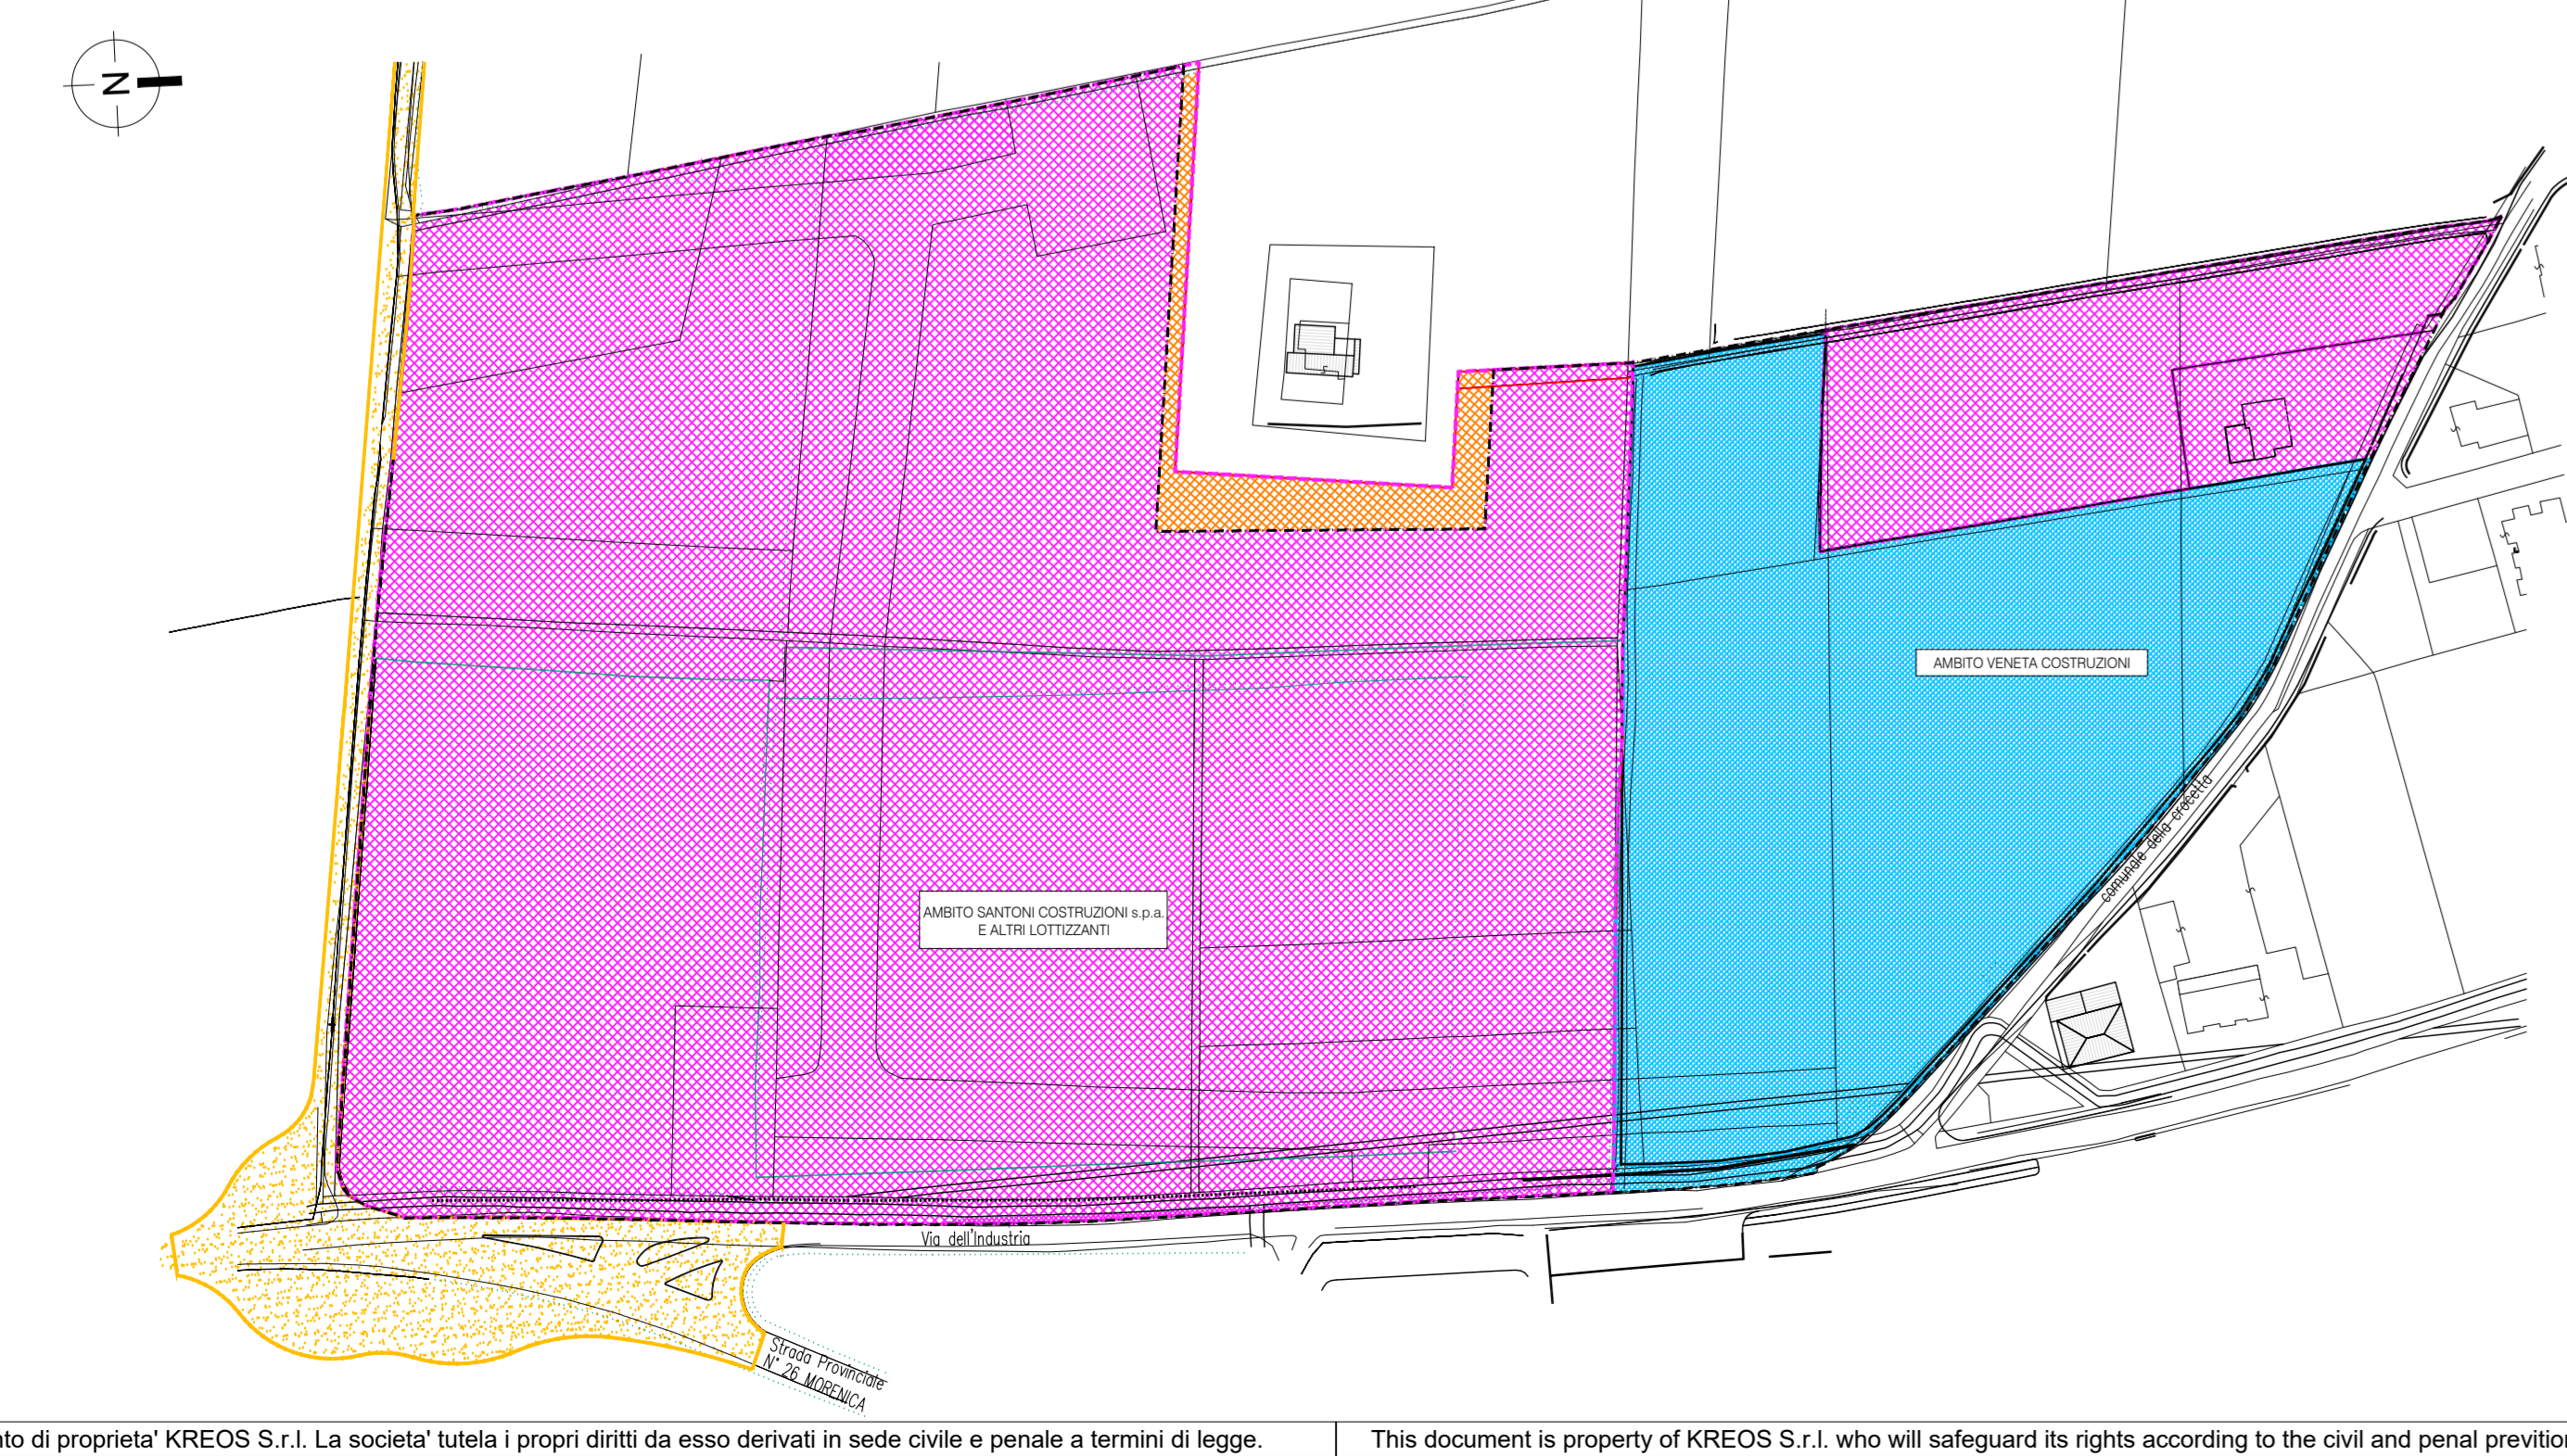 N
AMBITO VENETA COSTRUZIONI
comunale della crocetta
AMBITO SANTONI COSTRUZIONI s.p.a.
E ALTRI LOTTIZZANTI
Via dell'Industria
Strada Provinciale
N° 26 MORENICA
di proprieta' KREOS S.r.l. La societa' tutela i propri diritti da esso derivati in sede civile e penale a termini di legge.
This document is property of KREOS S.r.l. who will safeguard its rights according to the civil and penal